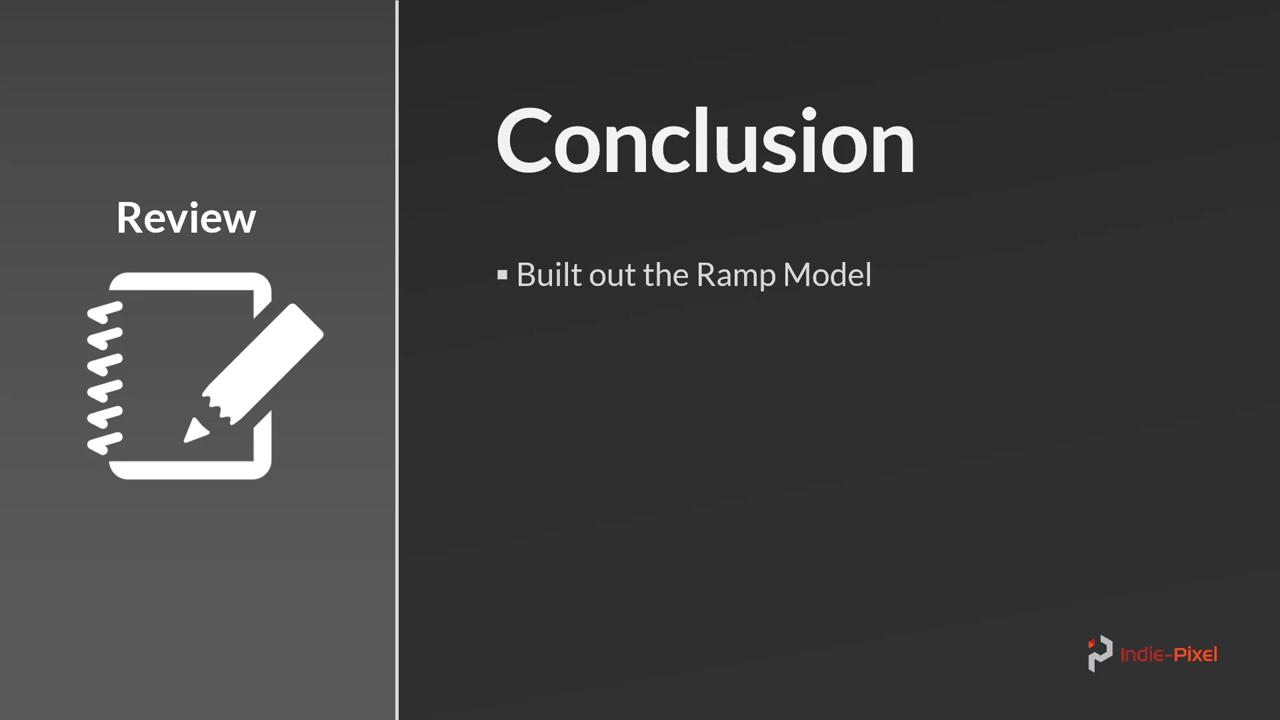 Review
Conclusion
▪ Built out the Ramp Model
Indie-Pixel